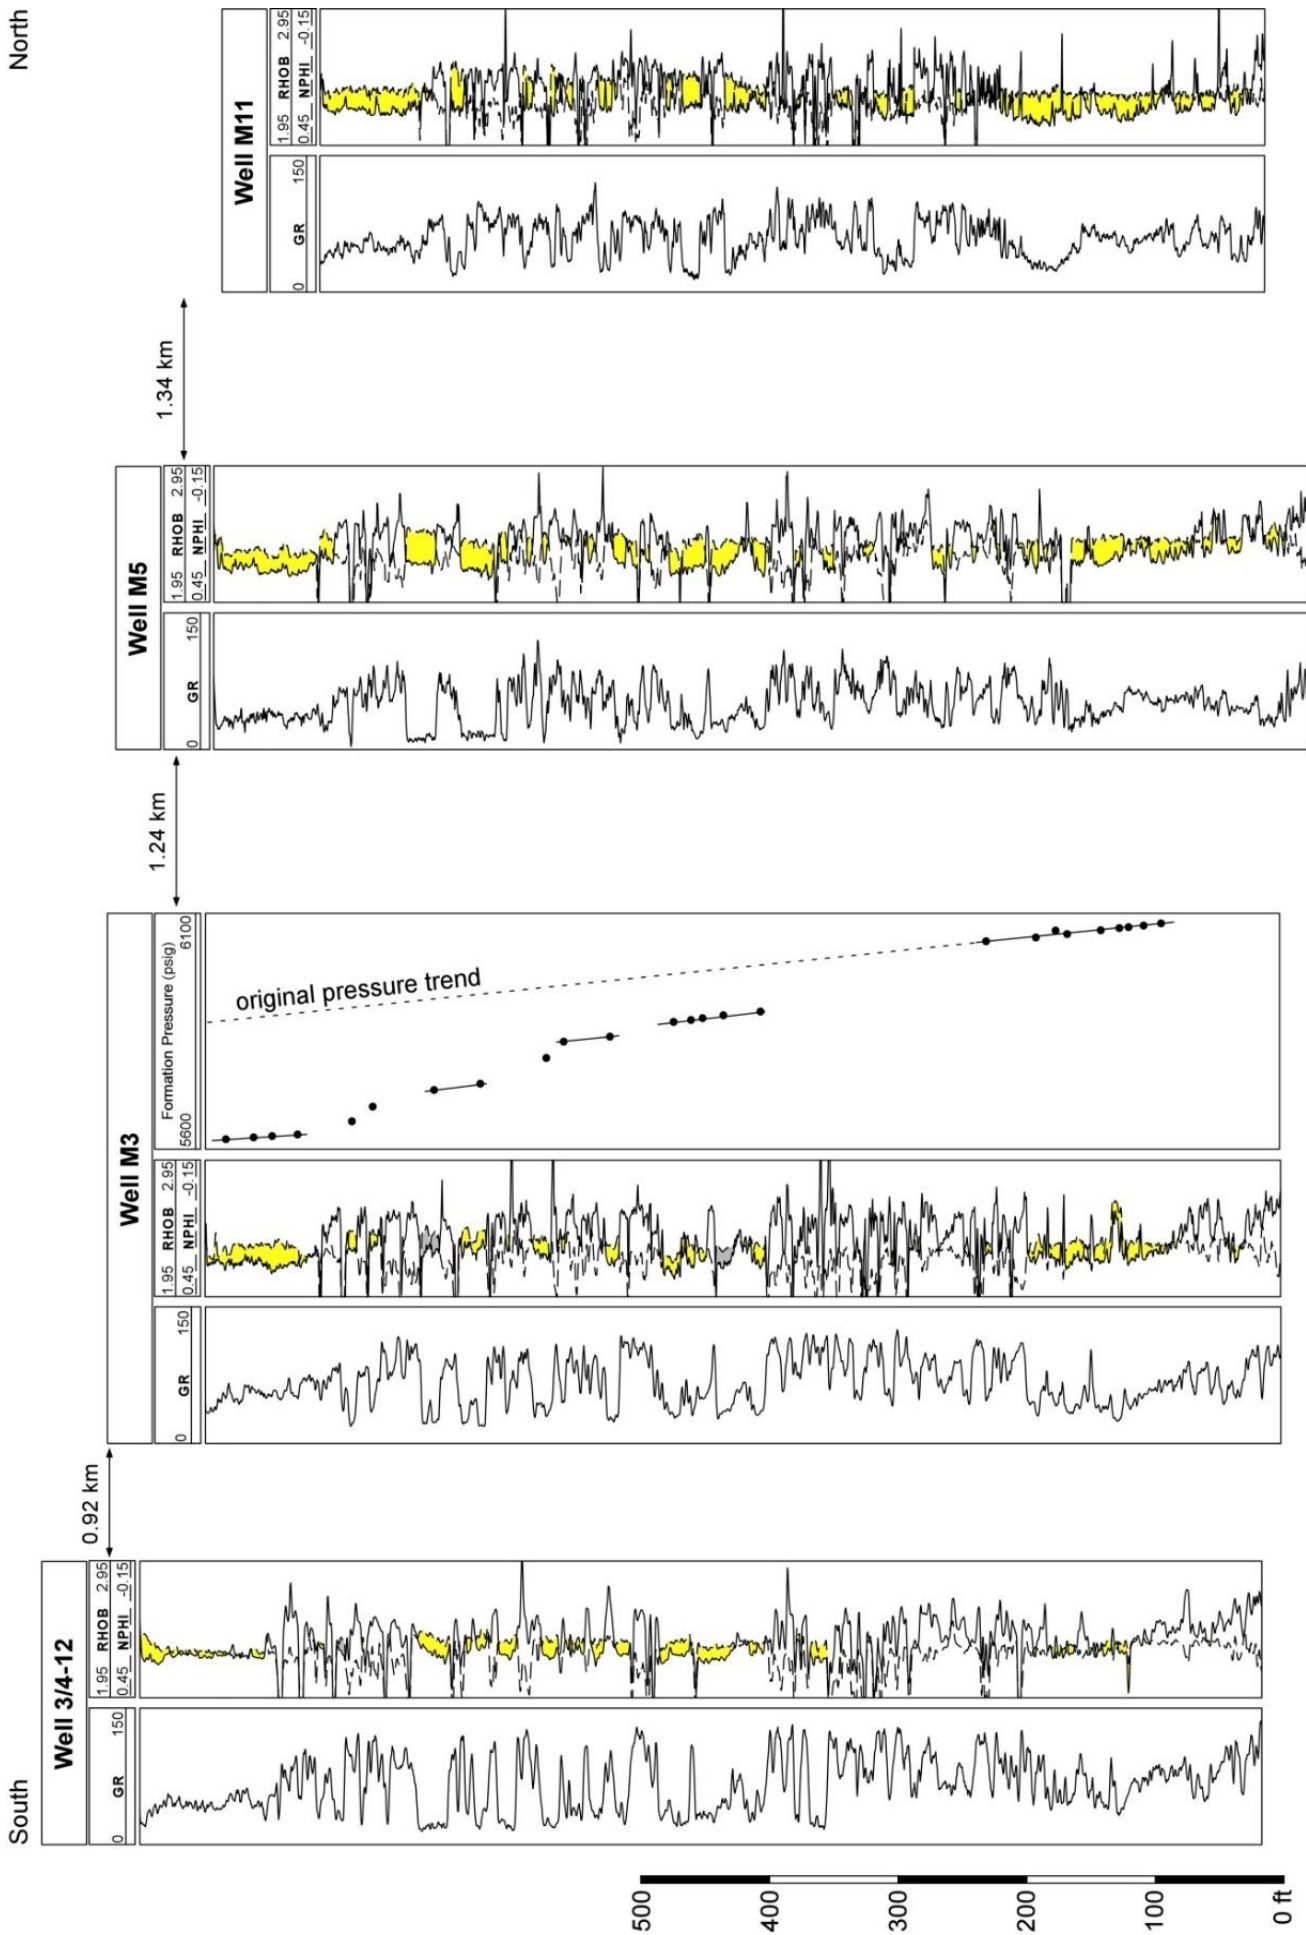 South
North
Well 3/4-12
GR
0 150
1.95 RHOB 2.95
0.45 NPHI -0.15
0.92 km
Well M3
GR
0 150
1.95 RHOB 2.95
0.45 NPHI -0.15
Formation Pressure (psig)
5600 6100
original pressure trend
1.24 km
Well M5
GR
0 150
1.95 RHOB 2.95
0.45 NPHI -0.15
1.34 km
Well M11
GR
0 150
1.95 RHOB 2.95
0.45 NPHI -0.15
500
400
300
200
100
0 ft